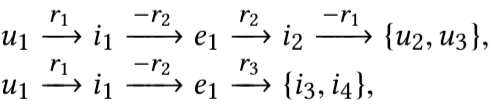 $u_1 \xrightarrow{r_1} i_1 \xrightarrow{-r_2} e_1 \xrightarrow{r_2} i_2 \xrightarrow{-r_1} \{u_2, u_3\},$
$u_1 \xrightarrow{r_1} i_1 \xrightarrow{-r_2} e_1 \xrightarrow{r_3} \{i_3, i_4\},$